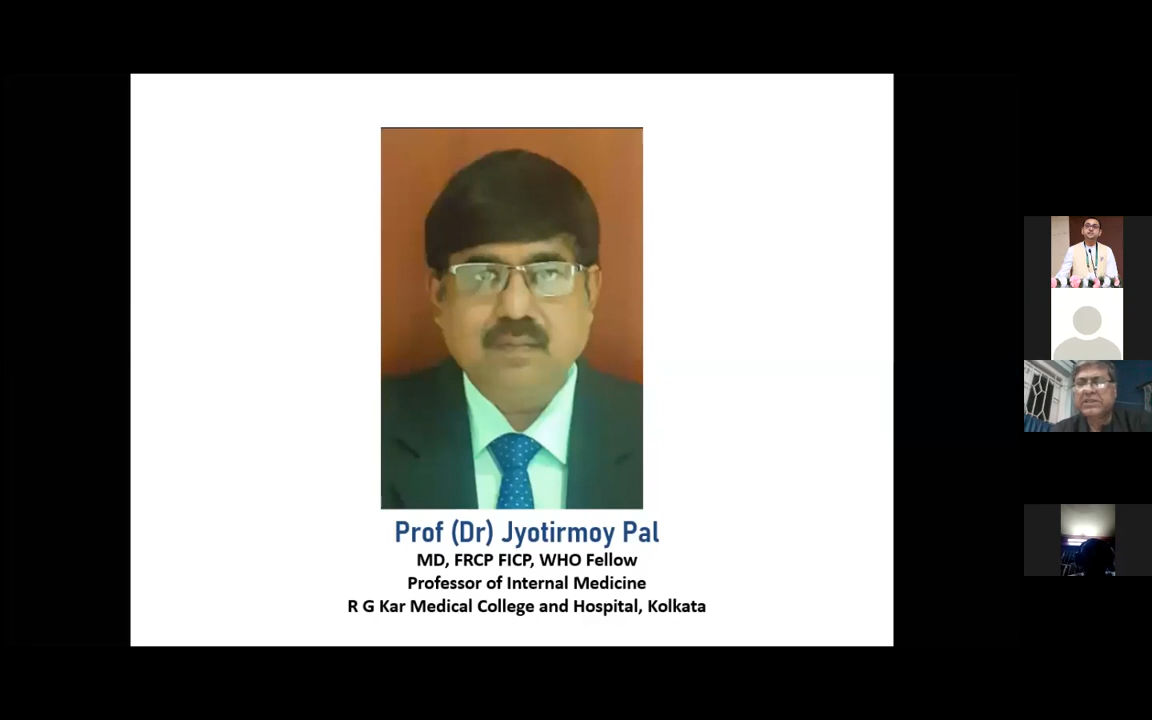 Prof (Dr) Jyotirmoy Pal
MD, FRCP FICP, WHO Fellow
Professor of Internal Medicine
R G Kar Medical College and Hospital, Kolkata